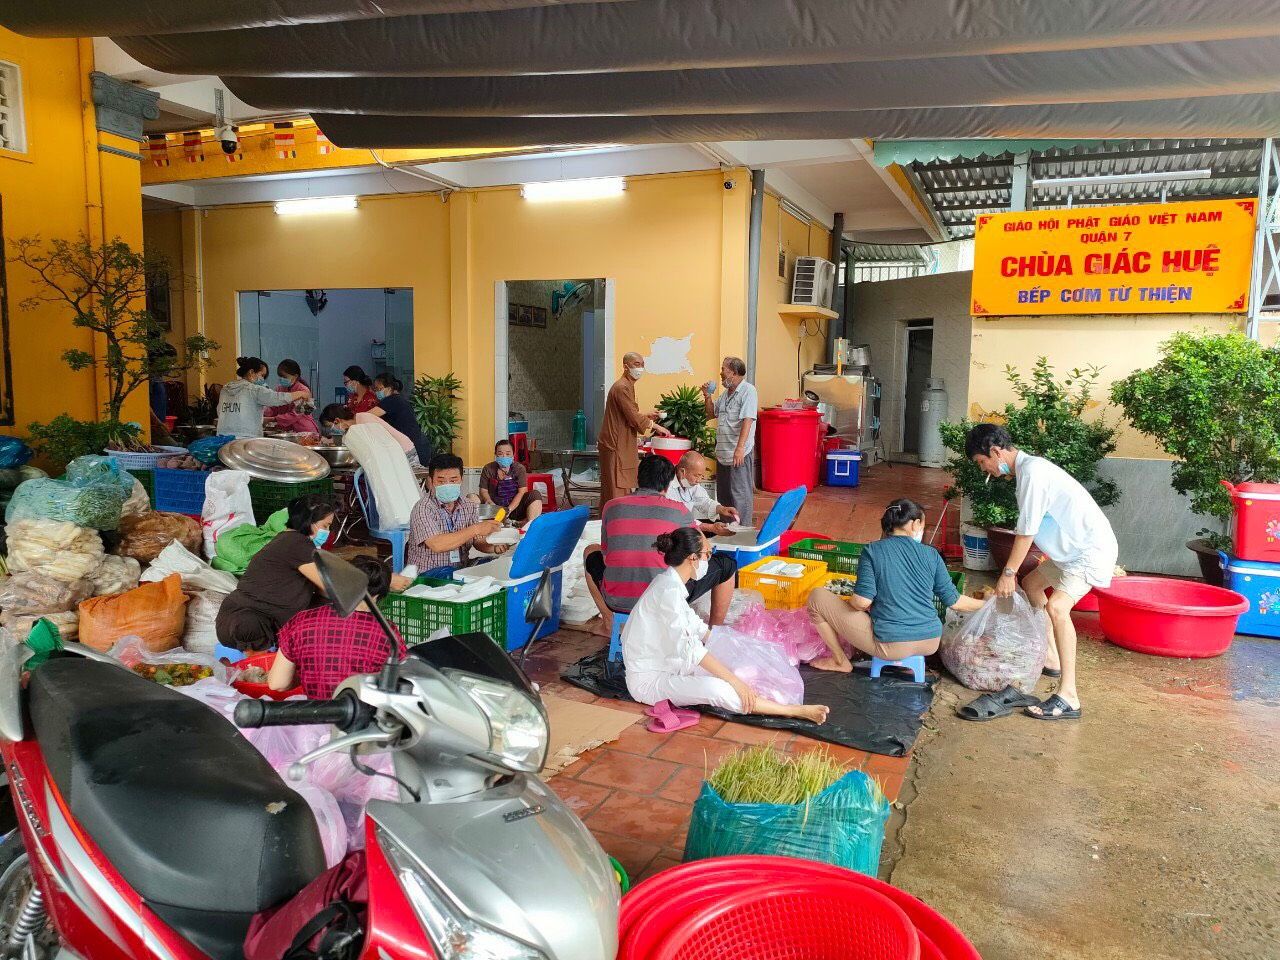 GIÁO HỘI PHẬT GIÁO VIỆT NAM
QUẬN 7
CHÙA GIÁC HUỆ
BẾP CƠM TỪ THIỆN